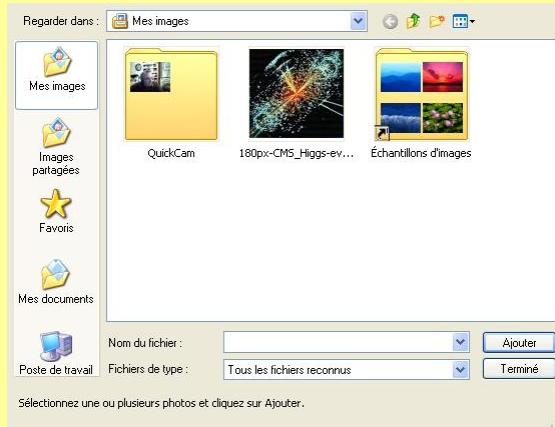 Regarder dans :
Mes images
Mes images
Images
partagées
Favoris
Mes documents
Poste de travail
QuickCam
180px-CMS_Higgs-ev...
Échantillons d'images
Nom du fichier :
Ajouter
Fichiers de type :
Tous les fichiers reconnus
Terminé
Sélectionnez une ou plusieurs photos et cliquez sur Ajouter.